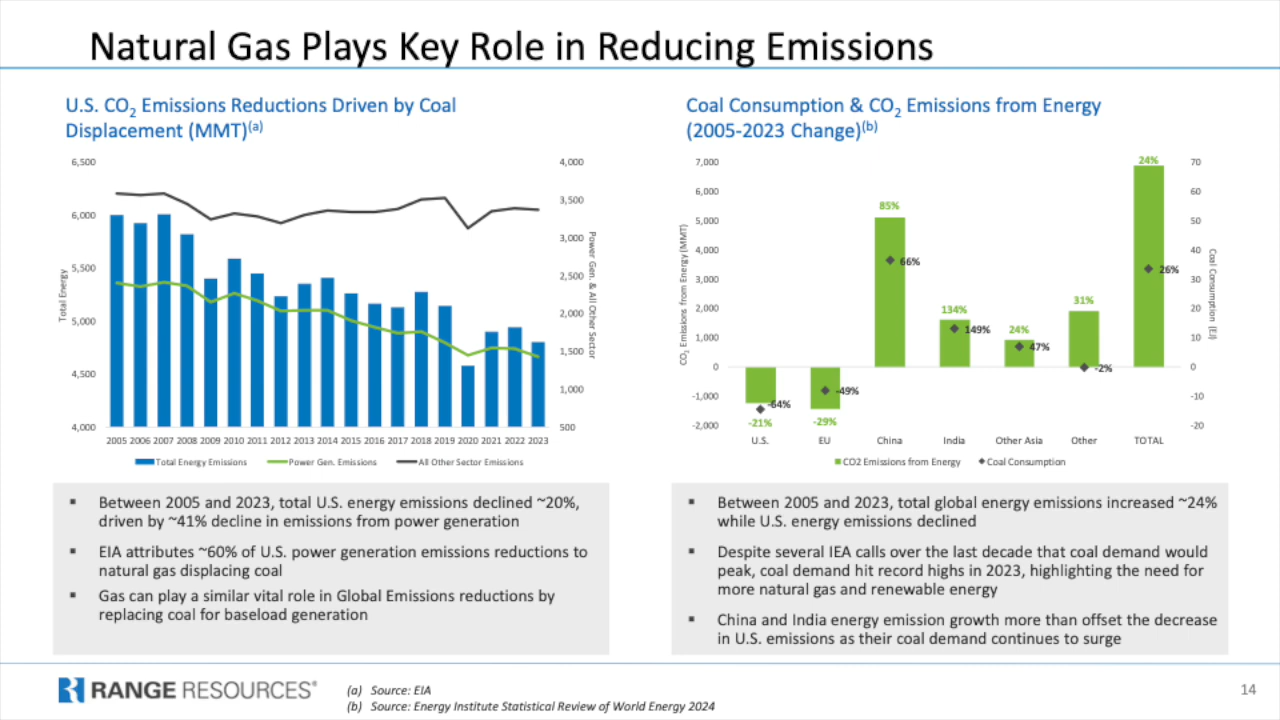 Natural Gas Plays Key Role in Reducing Emissions
U.S. CO2 Emissions Reductions Driven by Coal
Displacement (MMT)(a)
6,500
6,000
5,500
5,000
4,500
4,000
Total Energy
4,000
3,500
3,000
2,500
2,000
1,500
1,000
500
Power Gen. & All Other Sector
2005 2006 2007 2008 2009 2010 2011 2012 2013 2014 2015 2016 2017 2018 2019 2020 2021 2022 2023
Total Energy Emissions Power Gen. Emissions All Other Sector Emissions
▪ Between 2005 and 2023, total U.S. energy emissions declined ~20%,
driven by ~41% decline in emissions from power generation
▪ EIA attributes ~60% of U.S. power generation emissions reductions to
natural gas displacing coal
▪ Gas can play a similar vital role in Global Emissions reductions by
replacing coal for baseload generation
Coal Consumption & CO2 Emissions from Energy
(2005-2023 Change)(b)
7,000
6,000
5,000
4,000
3,000
2,000
1,000
0
-1,000
-2,000
CO2 Emissions from Energy (MMT)
70
60
50
40
30
20
10
0
-10
-20
Coal Consumption (EJ)
-64%
-21%
-49%
-29%
85%
66%
134%
149%
24%
47%
31%
-2%
24%
26%
U.S. EU China India Other Asia Other TOTAL
CO2 Emissions from Energy Coal Consumption
▪ Between 2005 and 2023, total global energy emissions increased ~24%
while U.S. energy emissions declined
▪ Despite several IEA calls over the last decade that coal demand would
peak, coal demand hit record highs in 2023, highlighting the need for
more natural gas and renewable energy
▪ China and India energy emission growth more than offset the decrease
in U.S. emissions as their coal demand continues to surge
RANGE RESOURCES®
(a) Source: EIA
(b) Source: Energy Institute Statistical Review of World Energy 2024
14